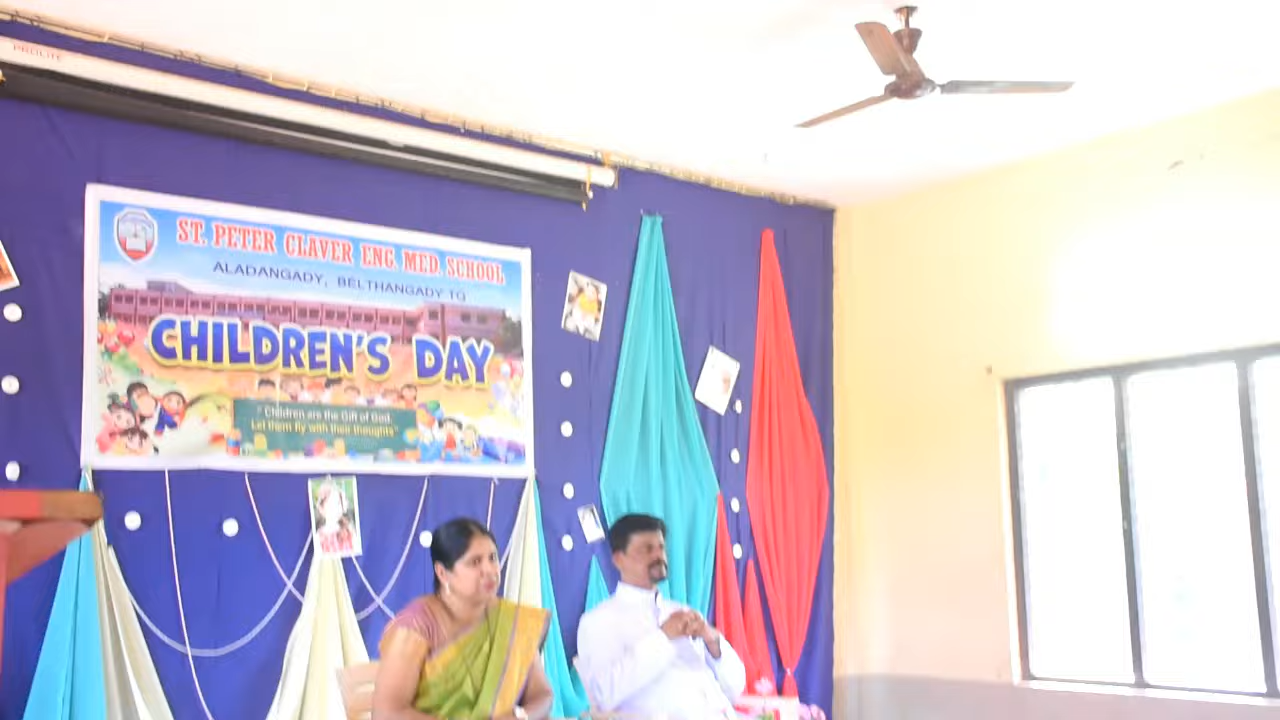 PROLITE
ST. PETER CLAVER ENG. MED. SCHOOL
ALADANGADY, BELTHANGADY TQ
CHILDREN'S DAY
" Children are the Gift of God,
Let them fly with their thoughts"